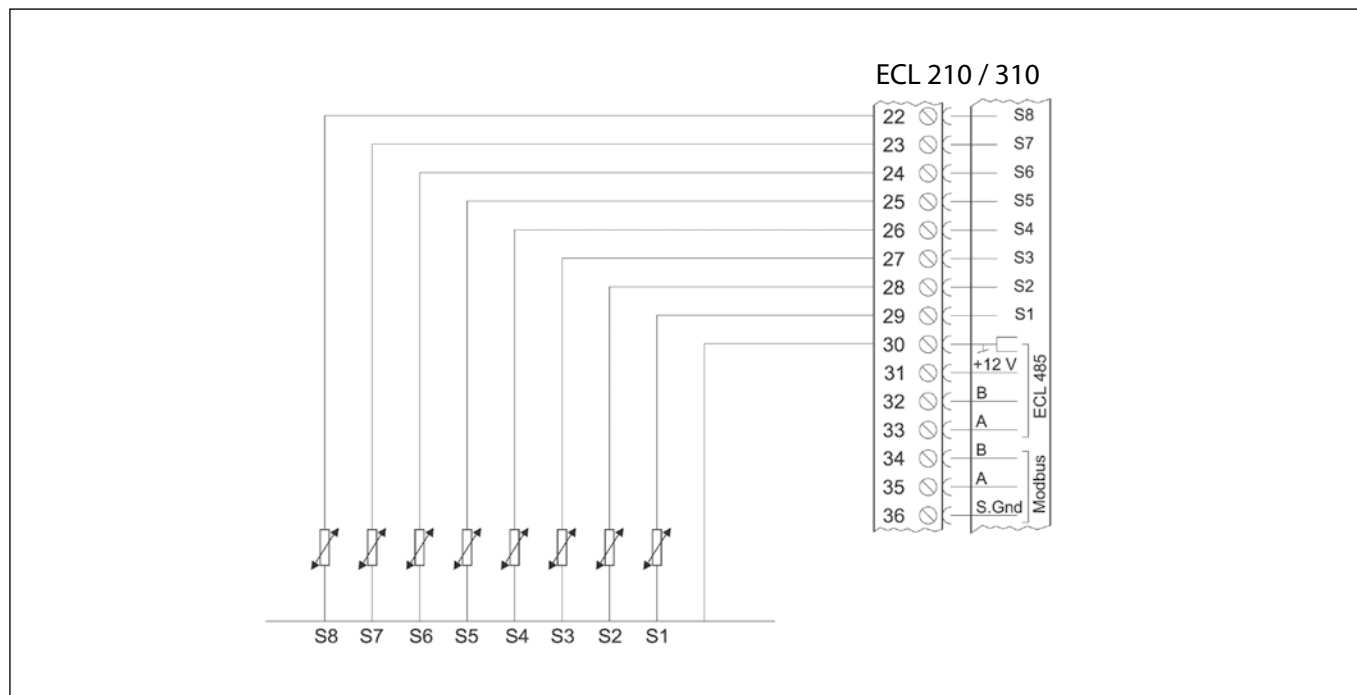 ECL 210 / 310
22 S8
23 S7
24 S6
25 S5
26 S4
27 S3
28 S2
29 S1
30
31 +12 V
32 B
33 A
ECL 485
34 B
35 A
36 S.Gnd
Modbus
S8 S7 S6 S5 S4 S3 S2 S1